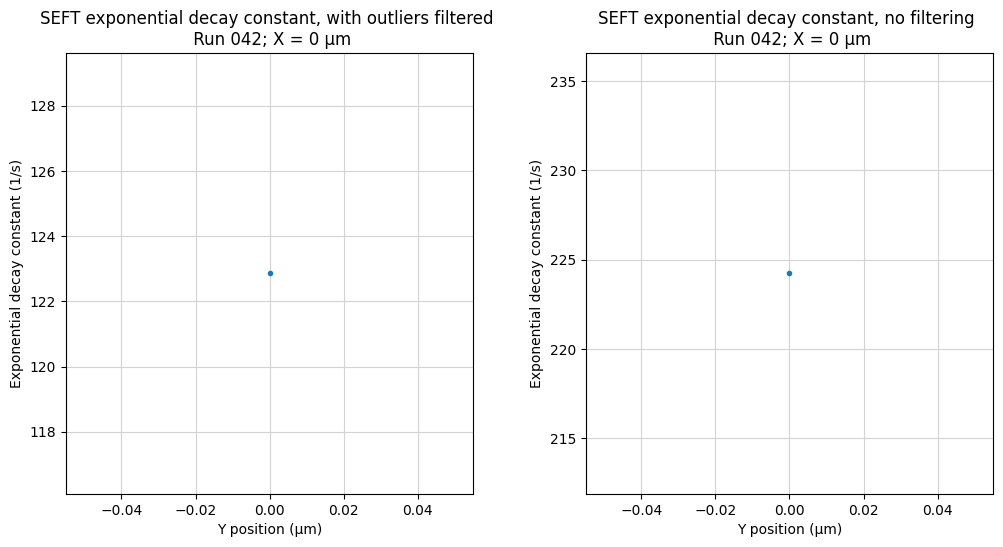 SEFT exponential decay constant, with outliers filtered
Run 042; X = 0 µm
Exponential decay constant (1/s)
128
126
124
122
120
118
−0.04
−0.02
0.00
0.02
0.04
Y position (µm)
SEFT exponential decay constant, no filtering
Run 042; X = 0 µm
Exponential decay constant (1/s)
235
230
225
220
215
−0.04
−0.02
0.00
0.02
0.04
Y position (µm)